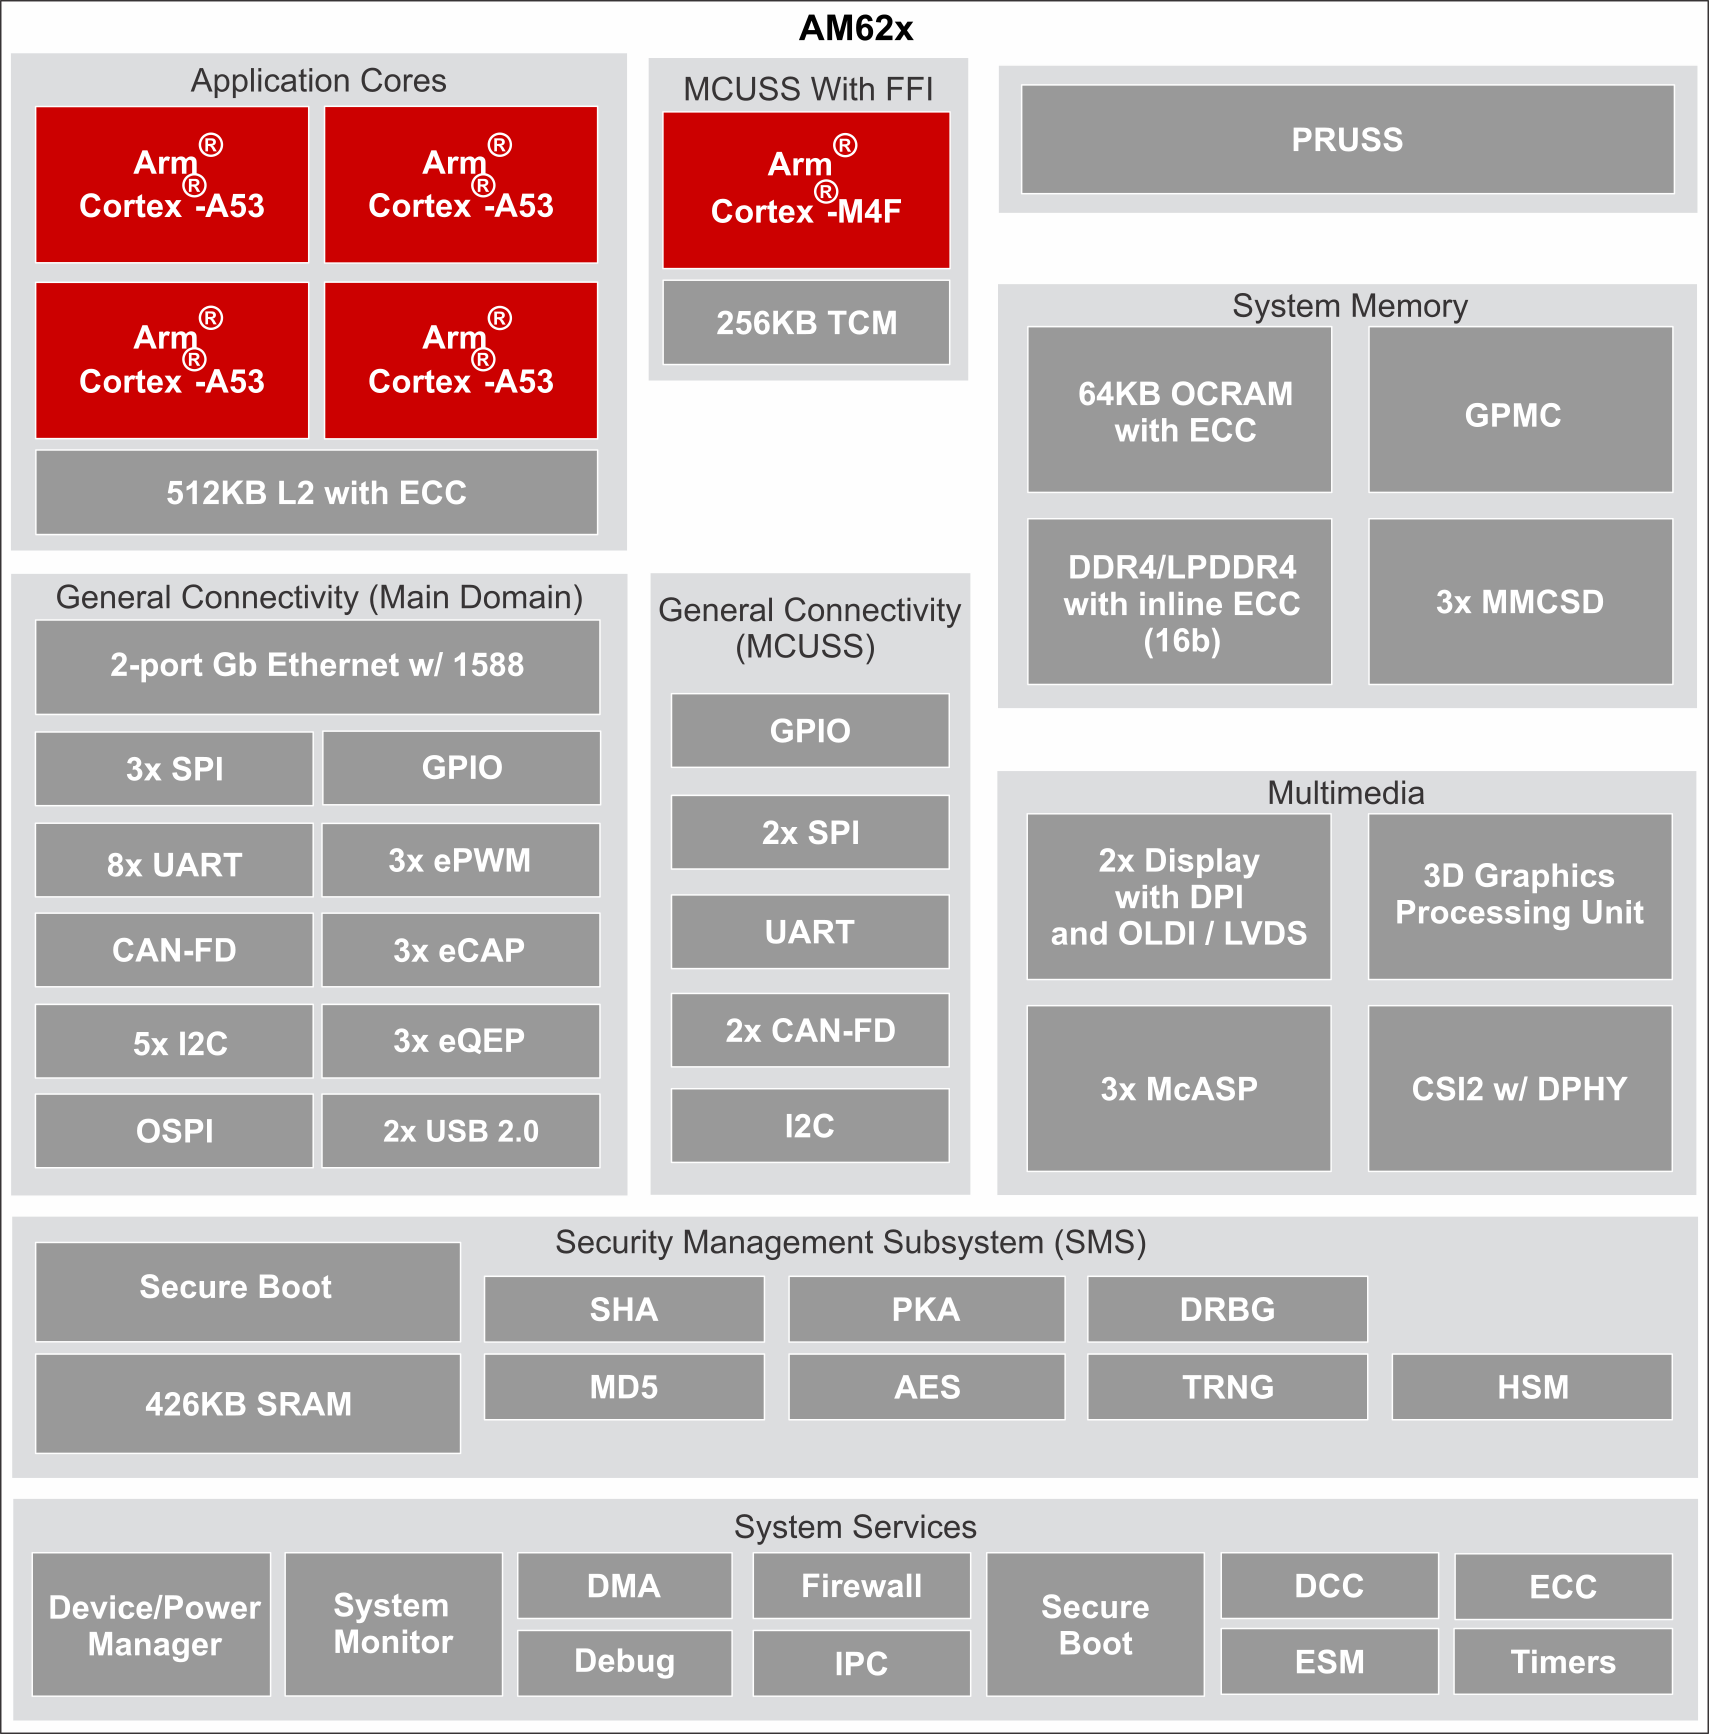 AM62x
Application Cores
Arm®
Cortex®-A53
Arm®
Cortex®-A53
Arm®
Cortex®-A53
Arm®
Cortex®-A53
512KB L2 with ECC
MCUSS With FFI
Arm®
Cortex®-M4F
256KB TCM
PRUSS
System Memory
64KB OCRAM
with ECC
GPMC
DDR4/LPDDR4
with inline ECC
(16b)
3x MMCSD
General Connectivity (Main Domain)
2-port Gb Ethernet w/ 1588
3x SPI
GPIO
8x UART
3x ePWM
CAN-FD
3x eCAP
5x I2C
3x eQEP
OSPI
2x USB 2.0
General Connectivity
(MCUSS)
GPIO
2x SPI
UART
2x CAN-FD
I2C
Multimedia
2x Display
with DPI
and OLDI / LVDS
3D Graphics
Processing Unit
3x McASP
CSI2 w/ DPHY
Security Management Subsystem (SMS)
Secure Boot
426KB SRAM
SHA
PKA
DRBG
MD5
AES
TRNG
HSM
System Services
Device/Power
Manager
System
Monitor
DMA
Debug
Firewall
IPC
Secure
Boot
DCC
ESM
ECC
Timers